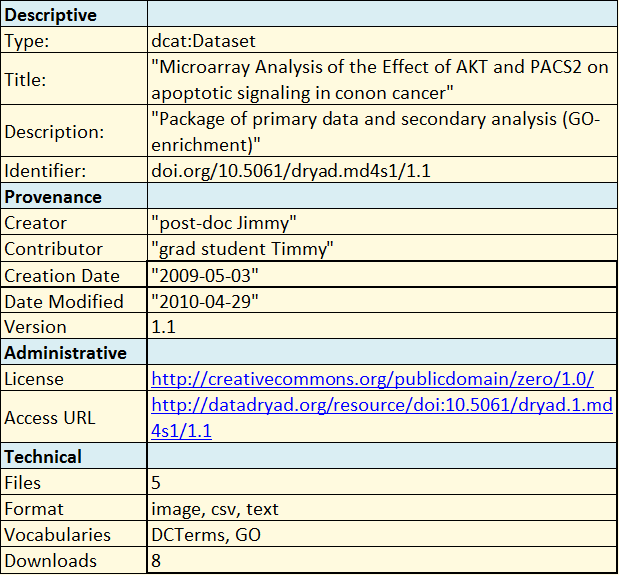 Descriptive
Type: dcat:Dataset
Title: "Microarray Analysis of the Effect of AKT and PACS2 on
apoptotic signaling in conon cancer"
Description: "Package of primary data and secondary analysis (GO-
enrichment)"
Identifier: doi.org/10.5061/dryad.md4s1/1.1
Provenance
Creator "post-doc Jimmy"
Contributor "grad student Timmy"
Creation Date "2009-05-03"
Date Modified "2010-04-29"
Version 1.1
Administrative
License http://creativecommons.org/publicdomain/zero/1.0/
Access URL http://datadryad.org/resource/doi:10.5061/dryad.1.md
4s1/1.1
Technical
Files 5
Format image, csv, text
Vocabularies DCTerms, GO
Downloads 8